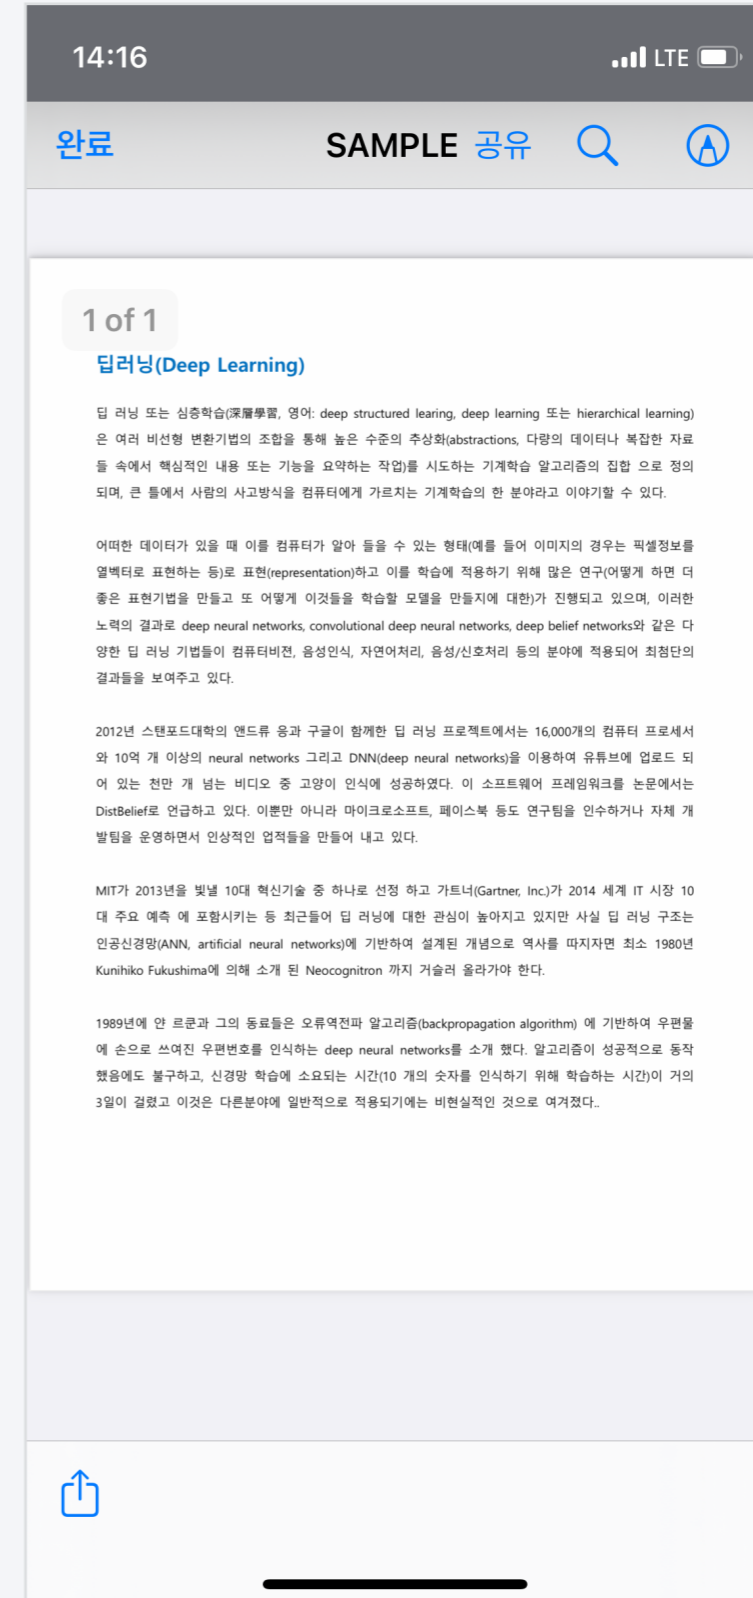 14:16
LTE
완료 SAMPLE 공유
1 of 1
딥러닝(Deep Learning)
딥 러닝 또는 심층학습(深層學習, 영어: deep structured learing, deep learning 또는 hierarchical learning)
은 여러 비선형 변환기법의 조합을 통해 높은 수준의 추상화(abstractions, 다량의 데이터나 복잡한 자료
들 속에서 핵심적인 내용 또는 기능을 요약하는 작업)를 시도하는 기계학습 알고리즘의 집합 으로 정의
되며, 큰 틀에서 사람의 사고방식을 컴퓨터에게 가르치는 기계학습의 한 분야라고 이야기할 수 있다.
어떠한 데이터가 있을 때 이를 컴퓨터가 알아 들을 수 있는 형태(예를 들어 이미지의 경우는 픽셀정보를
열벡터로 표현하는 등)로 표현(representation)하고 이를 학습에 적용하기 위해 많은 연구(어떻게 하면 더
좋은 표현기법을 만들고 또 어떻게 이것들을 학습할 모델을 만들지에 대한)가 진행되고 있으며, 이러한
노력의 결과로 deep neural networks, convolutional deep neural networks, deep belief networks와 같은 다
양한 딥 러닝 기법들이 컴퓨터비젼, 음성인식, 자연어처리, 음성/신호처리 등의 분야에 적용되어 최첨단의
결과들을 보여주고 있다.
2012년 스탠포드대학의 앤드류 응과 구글이 함께한 딥 러닝 프로젝트에서는 16,000개의 컴퓨터 프로세서
와 10억 개 이상의 neural networks 그리고 DNN(deep neural networks)을 이용하여 유튜브에 업로드 되
어 있는 천만 개 넘는 비디오 중 고양이 인식에 성공하였다. 이 소프트웨어 프레임워크를 논문에서는
DistBelief로 언급하고 있다. 이뿐만 아니라 마이크로소프트, 페이스북 등도 연구팀을 인수하거나 자체 개
발팀을 운영하면서 인상적인 업적들을 만들어 내고 있다.
MIT가 2013년을 빛낼 10대 혁신기술 중 하나로 선정 하고 가트너(Gartner, Inc.)가 2014 세계 IT 시장 10
대 주요 예측 에 포함시키는 등 최근들어 딥 러닝에 대한 관심이 높아지고 있지만 사실 딥 러닝 구조는
인공신경망(ANN, artificial neural networks)에 기반하여 설계된 개념으로 역사를 따지자면 최소 1980년
Kunihiko Fukushima에 의해 소개 된 Neocognitron 까지 거슬러 올라가야 한다.
1989년에 얀 르쿤과 그의 동료들은 오류역전파 알고리즘(backpropagation algorithm) 에 기반하여 우편물
에 손으로 쓰여진 우편번호를 인식하는 deep neural networks를 소개 했다. 알고리즘이 성공적으로 동작
했음에도 불구하고, 신경망 학습에 소요되는 시간(10 개의 숫자를 인식하기 위해 학습하는 시간)이 거의
3일이 걸렸고 이것은 다른분야에 일반적으로 적용되기에는 비현실적인 것으로 여겨졌다..